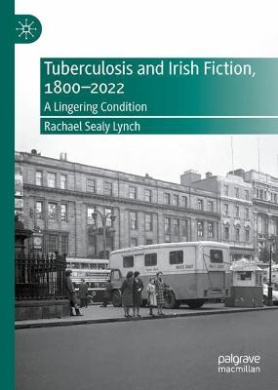 Tuberculosis and Irish Fiction,
1800–2022
A Lingering Condition
Rachael Sealy Lynch
palgrave
macmillan